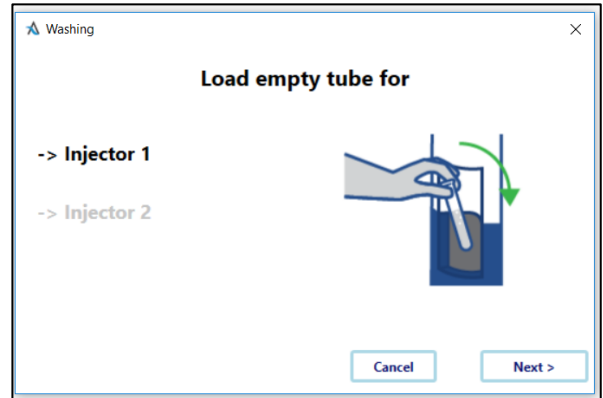 Washing
Load empty tube for
-> Injector 1
-> Injector 2
Cancel
Next >